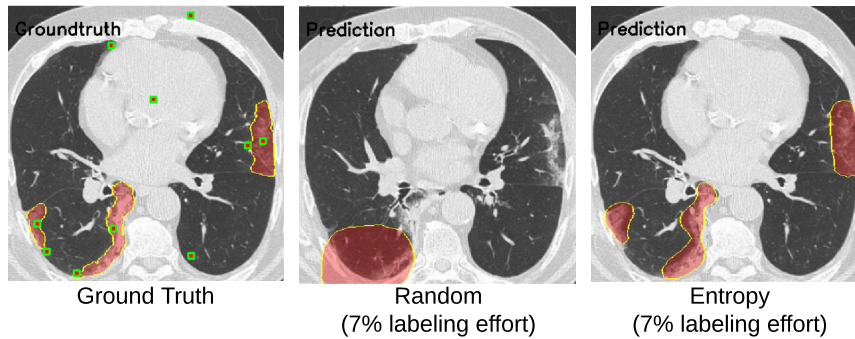 Groundtruth
Prediction
Prediction
Ground Truth
Random
(7% labeling effort)
Entropy
(7% labeling effort)